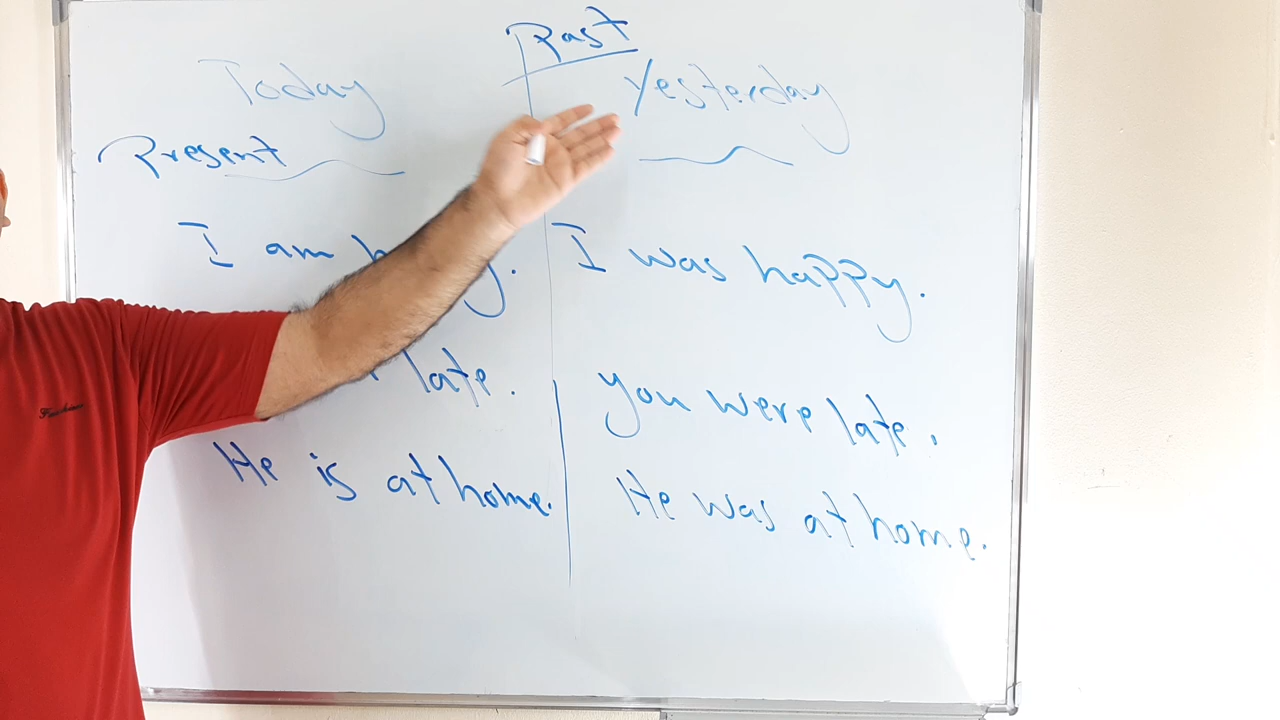 Past
Today
Yesterday
Present
I am
I was happy.
late.
you were late.
He is at home.
He was at home.